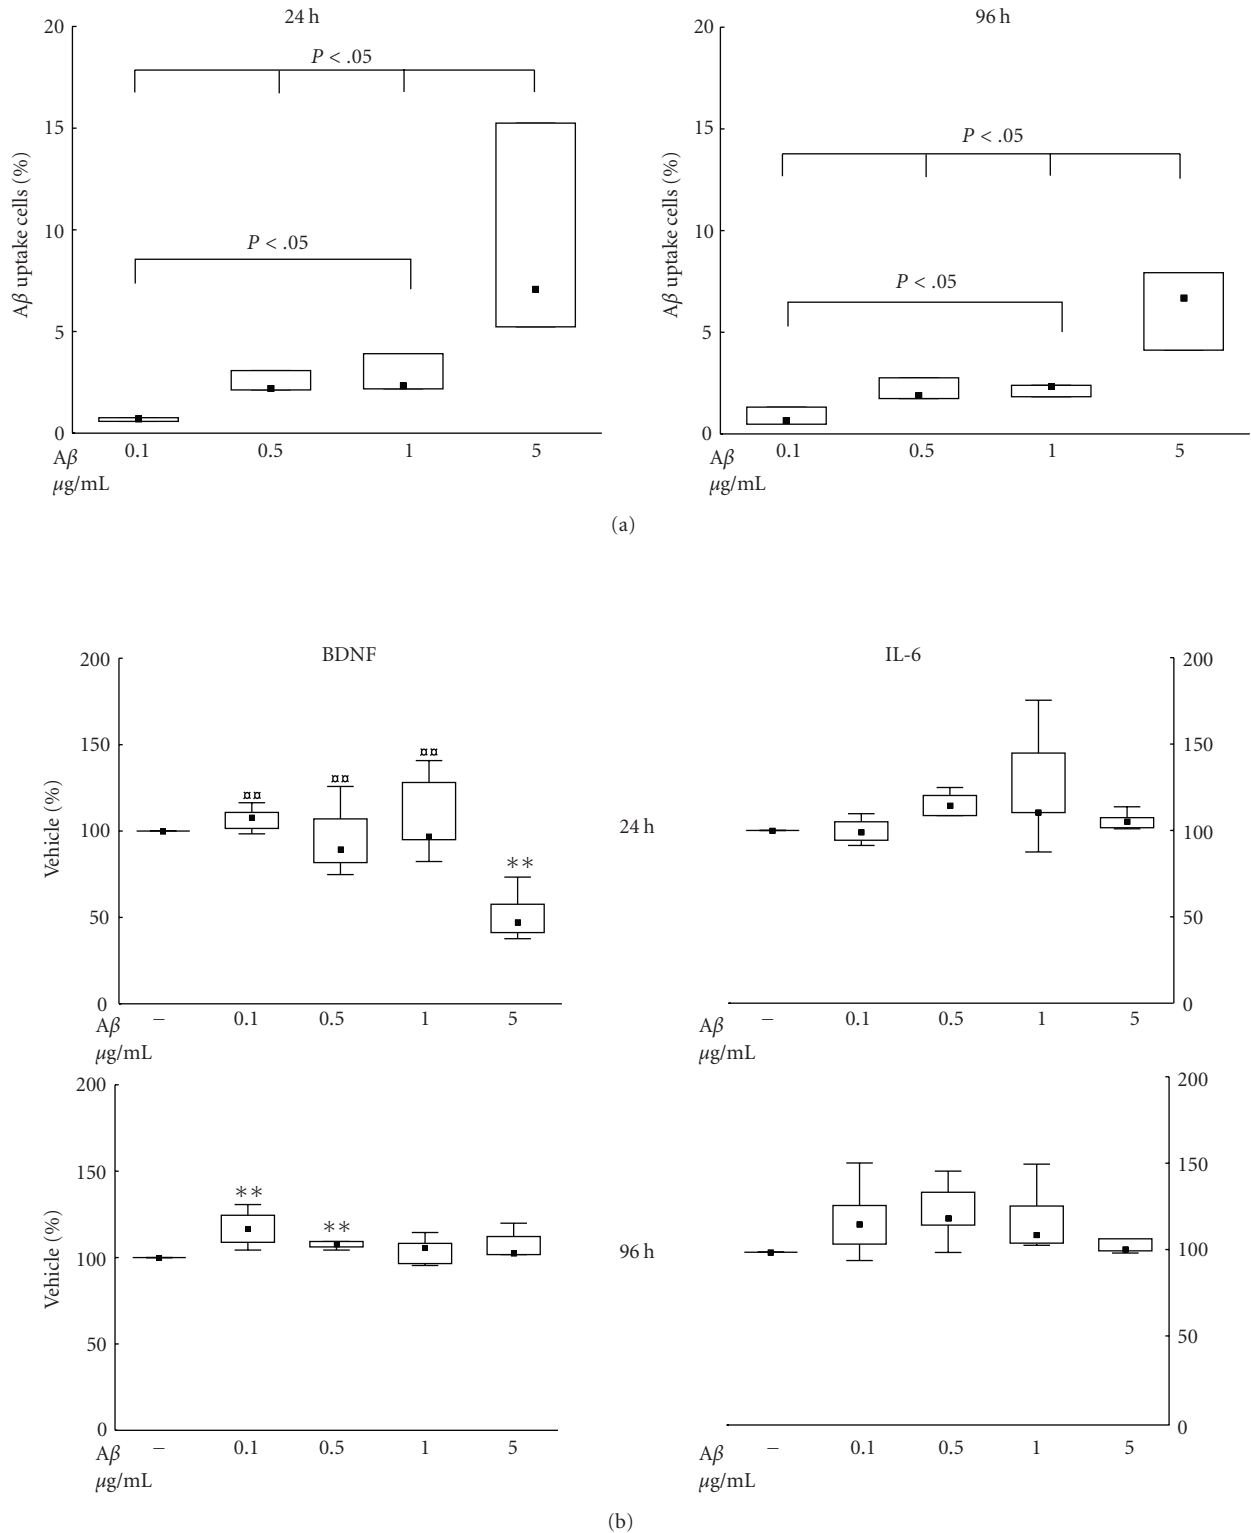 24 h
20
15
10
5
0
Aβ uptake cells (%)
P < .05
P < .05
0.1 0.5 1 5
Aβ
μg/mL
96 h
20
15
10
5
0
Aβ uptake cells (%)
P < .05
P < .05
0.1 0.5 1 5
Aβ
μg/mL
(a)
BDNF
200
150
100
50
0
Vehicle (%)
¤¤ ¤¤ ¤¤ **
Aβ − 0.1 0.5 1 5
μg/mL
24 h
IL-6
200
150
100
50
0
Aβ − 0.1 0.5 1 5
μg/mL
200
150
100
50
0
Vehicle (%)
** **
Aβ − 0.1 0.5 1 5
μg/mL
96 h
200
150
100
50
0
Aβ − 0.1 0.5 1 5
μg/mL
(b)